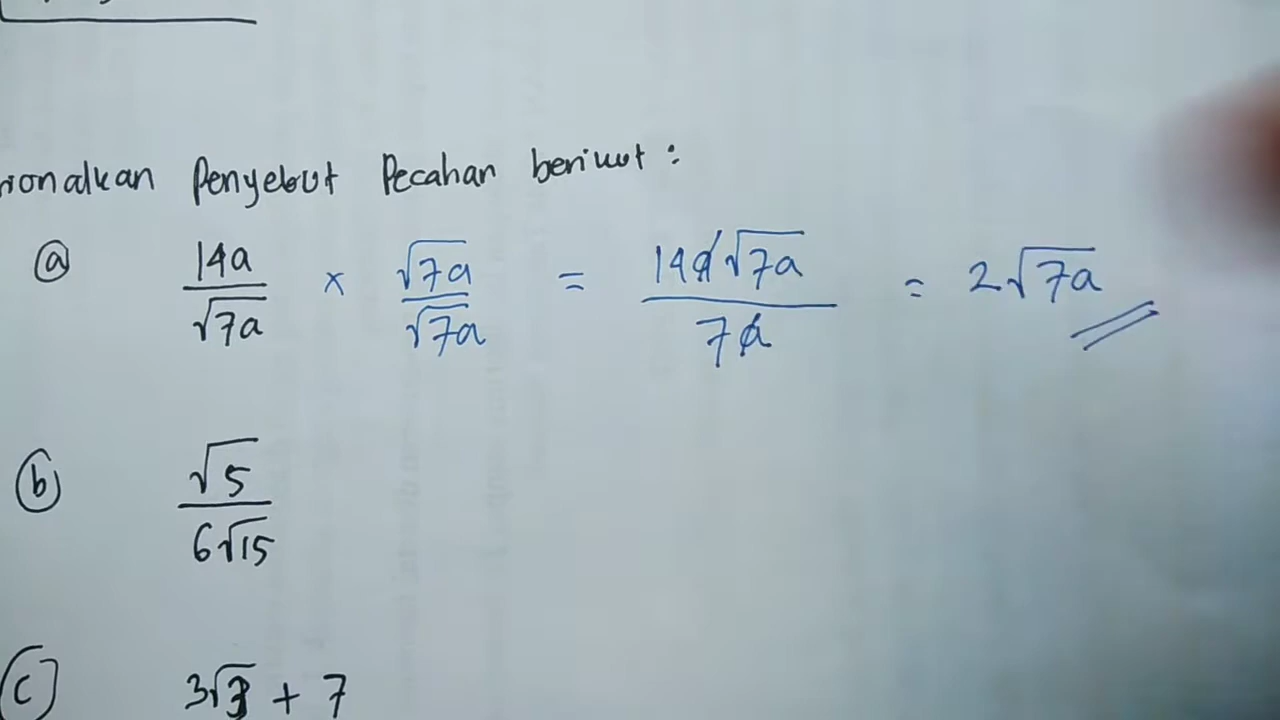 ionalkan Penyebut Pecahan berikut :
(a) 14a/√7a × √7a/√7a = 14a√7a/7a = 2√7a
(b) √5/6√15
(c) 3√3 + 7